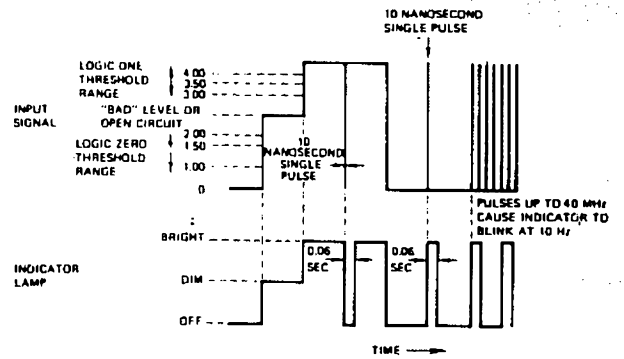 10 NANOSECOND
SINGLE PULSE
LOGIC ONE
THRESHOLD
RANGE
4.00
3.50
3.00
INPUT
SIGNAL
"BAD" LEVEL OR
OPEN CIRCUIT
LOGIC ZERO
THRESHOLD
RANGE
2.00
1.50
1.00
0
10
NANOSECOND
SINGLE
PULSE
PULSES UP TO 40 MHz
CAUSE INDICATOR TO
BLINK AT 10 Hz
INDICATOR
LAMP
BRIGHT
DIM
OFF
0.06
SEC
0.06
SEC
TIME